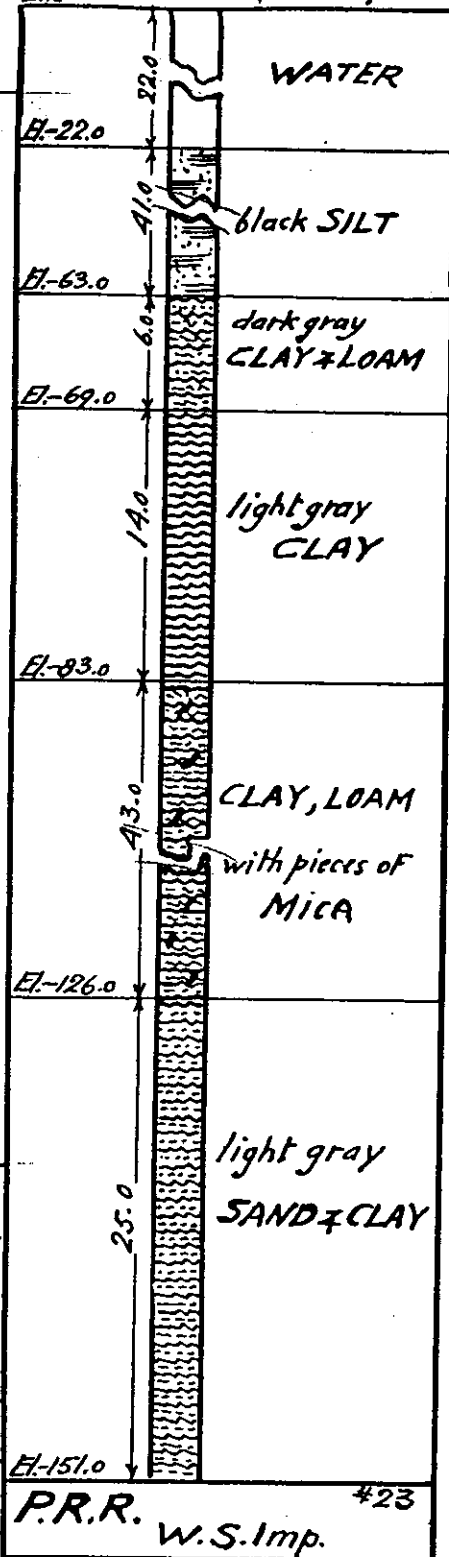 22.0
WATER
El.-22.0
41.0
black SILT
El.-63.0
6.0
dark gray
CLAY & LOAM
El.-69.0
14.0
light gray
CLAY
El.-83.0
43.0
CLAY, LOAM
with pieces of
MICA
El.-126.0
25.0
light gray
SAND & CLAY
El.-151.0
P.R.R.
#23
W.S.Imp.